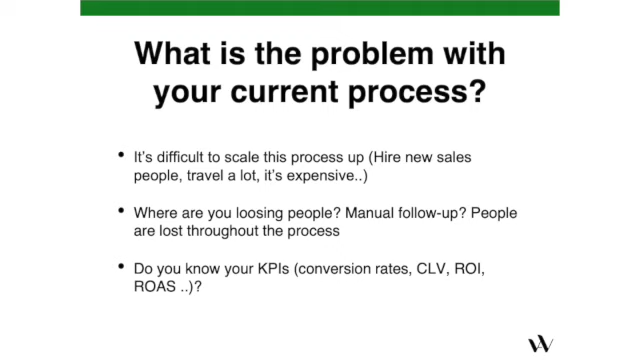 What is the problem with
your current process?
• It's difficult to scale this process up (Hire new sales
people, travel a lot, it's expensive..)
• Where are you loosing people? Manual follow-up? People
are lost throughout the process
• Do you know your KPIs (conversion rates, CLV, ROI,
ROAS ..)?